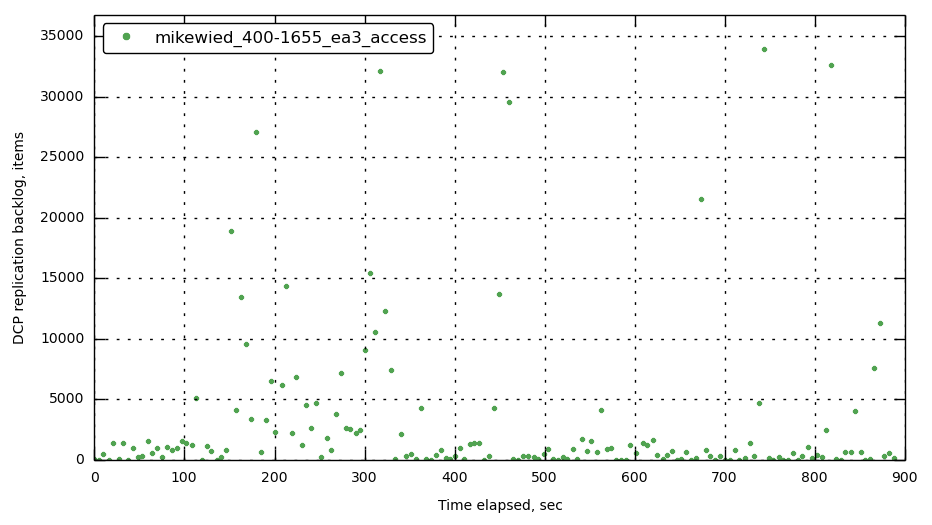 mikewied_400-1655_ea3_access
35000
30000
25000
20000
15000
10000
5000
0
0 100 200 300 400 500 600 700 800 900
DCP replication backlog, items
Time elapsed, sec